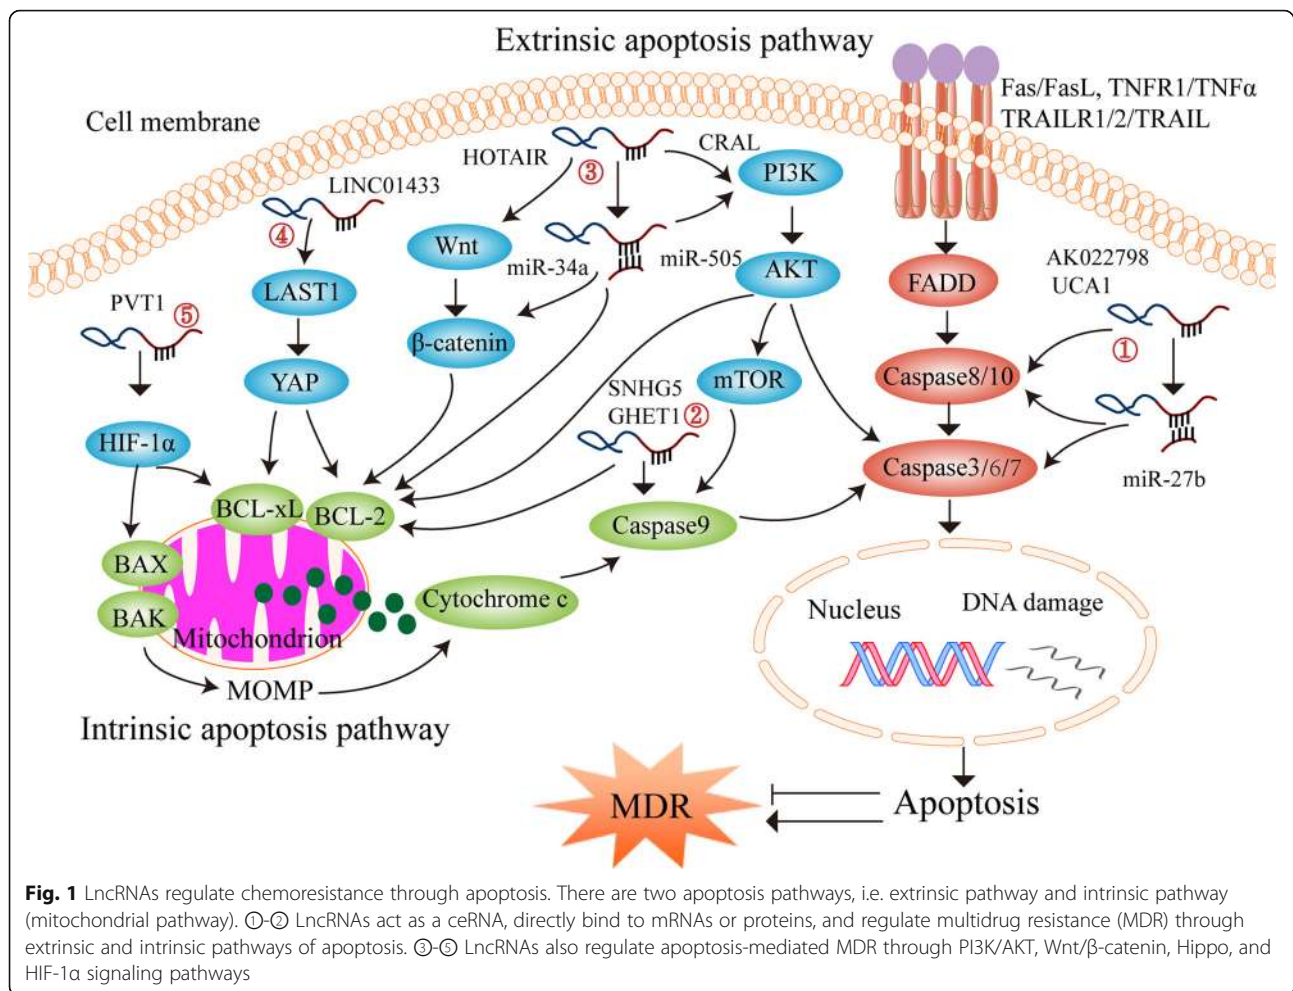 Extrinsic apoptosis pathway
Cell membrane
Fas/FasL, TNFR1/TNFα
TRAILR1/2/TRAIL
HOTAIR
③
CRAL
PI3K
LINC01433
④
Wnt
miR-34a
miR-505
AKT
FADD
AK022798
UCA1
①
LAST1
PVT1
⑤
β-catenin
YAP
mTOR
Caspase8/10
SNHG5
GHET1
②
HIF-1α
Caspase3/6/7
miR-27b
BCL-xL
BCL-2
Caspase9
BAX
BAK
Cytochrome c
Mitochondrion
MOMP
Intrinsic apoptosis pathway
Nucleus
DNA damage
MDR
Apoptosis
Fig. 1 LncRNAs regulate chemoresistance through apoptosis. There are two apoptosis pathways, i.e. extrinsic pathway and intrinsic pathway
(mitochondrial pathway). ①-② LncRNAs act as a ceRNA, directly bind to mRNAs or proteins, and regulate multidrug resistance (MDR) through
extrinsic and intrinsic pathways of apoptosis. ③-⑤ LncRNAs also regulate apoptosis-mediated MDR through PI3K/AKT, Wnt/β-catenin, Hippo, and
HIF-1α signaling pathways